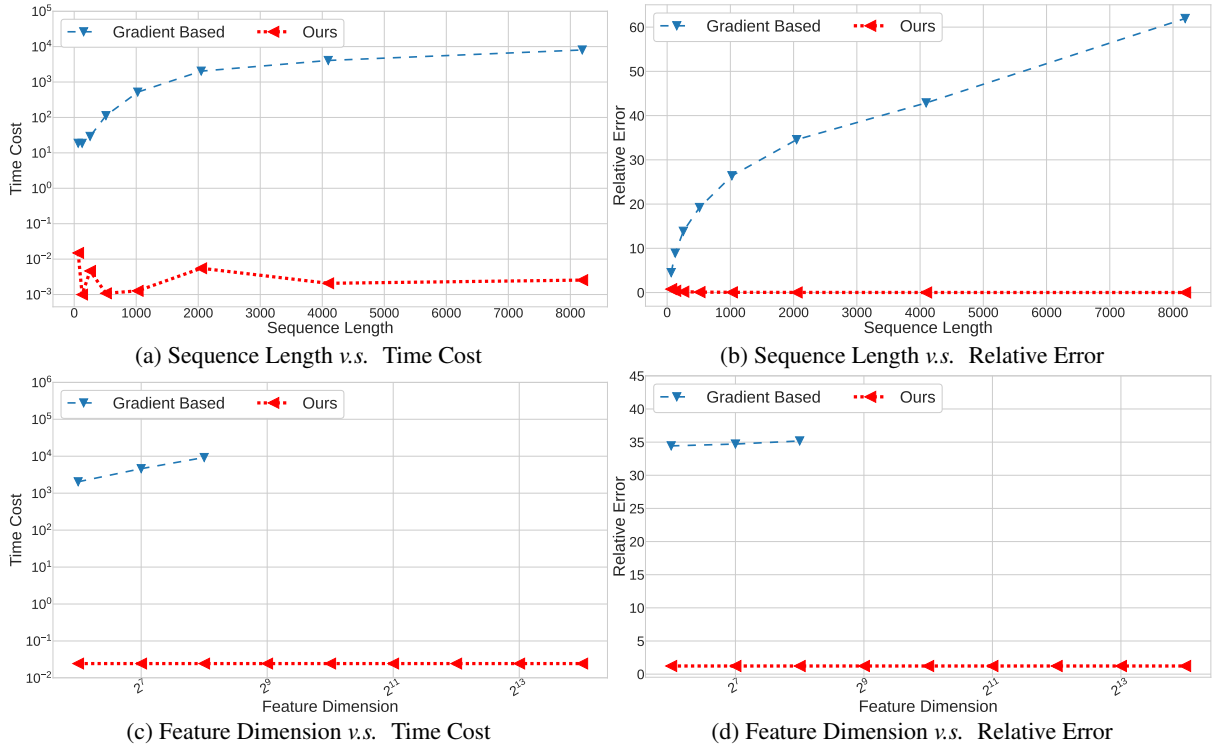 Gradient Based Ours
Time Cost
10^5
10^4
10^3
10^2
10^1
10^0
10^-1
10^-2
10^-3
0 1000 2000 3000 4000 5000 6000 7000 8000
Sequence Length
(a) Sequence Length v.s. Time Cost
Gradient Based Ours
Relative Error
60
50
40
30
20
10
0
0 1000 2000 3000 4000 5000 6000 7000 8000
Sequence Length
(b) Sequence Length v.s. Relative Error
Gradient Based Ours
Time Cost
10^6
10^5
10^4
10^3
10^2
10^1
10^0
10^-1
10^-2
2^7 2^9 2^11 2^13
Feature Dimension
(c) Feature Dimension v.s. Time Cost
Gradient Based Ours
Relative Error
45
40
35
30
25
20
15
10
5
0
2^7 2^9 2^11 2^13
Feature Dimension
(d) Feature Dimension v.s. Relative Error